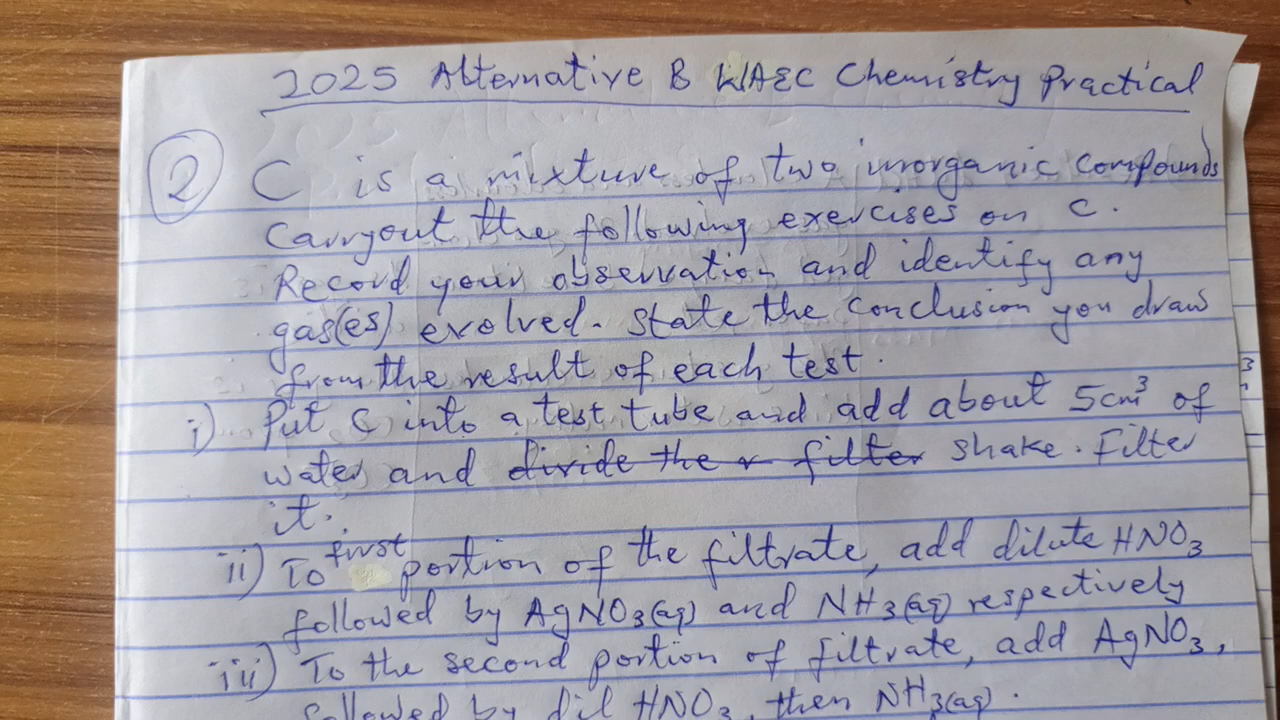 2025 Alternative B WAEC Chemistry Practical
2 C is a mixture of two inorganic compounds
Carryout the following exercises on C.
Record your observation and identify any
gas(es) evolved. State the conclusion you draw
from the result of each test.
i) Put C into a test tube and add about 5cm³ of
water and divide the r filter shake. Filter
it.
ii) To first portion of the filtrate, add dilute HNO3
followed by AgNO3(aq) and NH3(aq) respectively
iii) To the second portion of filtrate, add AgNO3,
followed by dil HNO3, then NH3(aq).
3